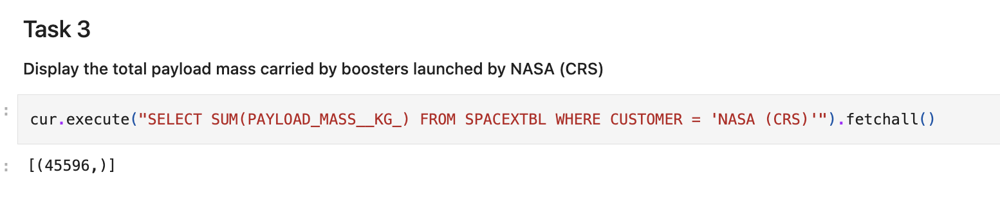 Task 3
Display the total payload mass carried by boosters launched by NASA (CRS)
: cur.execute("SELECT SUM(PAYLOAD_MASS__KG_) FROM SPACEXTBL WHERE CUSTOMER = 'NASA (CRS)'").fetchall()
: [(45596,)]